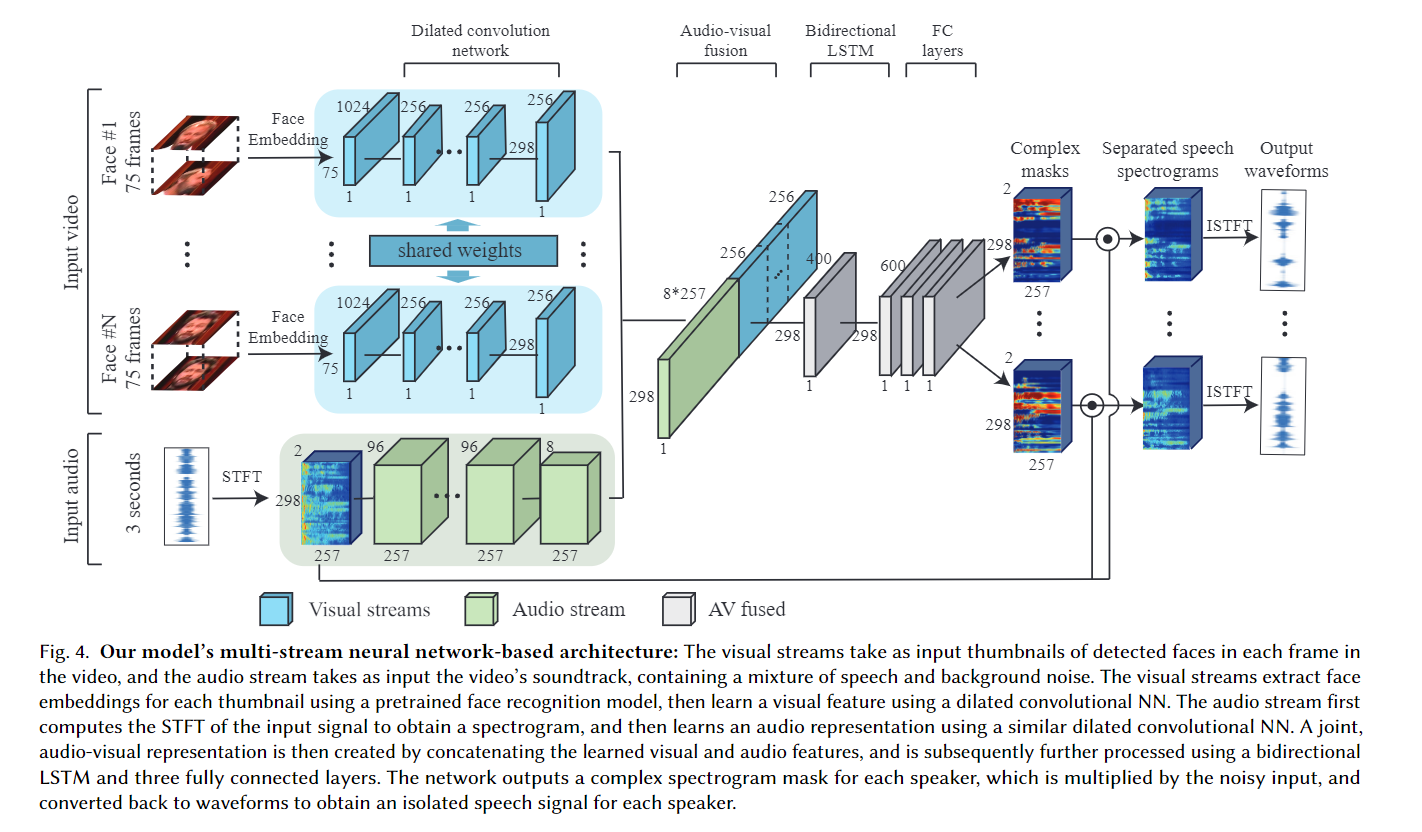 Dilated convolution
network
Audio-visual
fusion
Bidirectional
LSTM
FC
layers
Input video
Face #1
75 frames
Face
Embedding
1024
75
1
256
1
256
1
298
256
1
shared weights
Face #N
75 frames
Face
Embedding
1024
75
1
256
1
256
1
298
256
1
Input audio
3 seconds
STFT
2
298
257
96
257
96
257
8
257
8*257
256
256
298
1
400
298
1
600
298
1
1
1
Complex
masks
Separated speech
spectrograms
Output
waveforms
2
298
257
ISTFT
2
298
257
ISTFT
Visual streams
Audio stream
AV fused
Fig. 4. Our model's multi-stream neural network-based architecture: The visual streams take as input thumbnails of detected faces in each frame in
the video, and the audio stream takes as input the video's soundtrack, containing a mixture of speech and background noise. The visual streams extract face
embeddings for each thumbnail using a pretrained face recognition model, then learn a visual feature using a dilated convolutional NN. The audio stream first
computes the STFT of the input signal to obtain a spectrogram, and then learns an audio representation using a similar dilated convolutional NN. A joint,
audio-visual representation is then created by concatenating the learned visual and audio features, and is subsequently further processed using a bidirectional
LSTM and three fully connected layers. The network outputs a complex spectrogram mask for each speaker, which is multiplied by the noisy input, and
converted back to waveforms to obtain an isolated speech signal for each speaker.